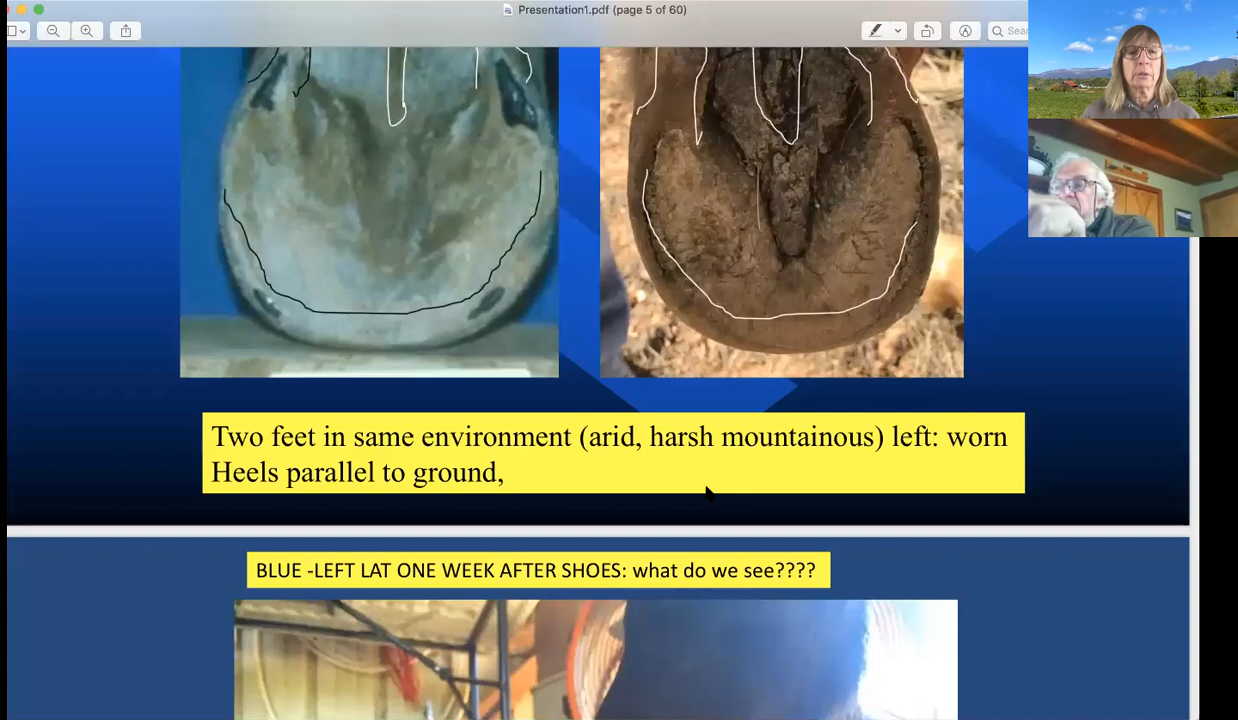 Presentation1.pdf (page 5 of 60)
Two feet in same environment (arid, harsh mountainous) left: worn
Heels parallel to ground,
BLUE -LEFT LAT ONE WEEK AFTER SHOES: what do we see????